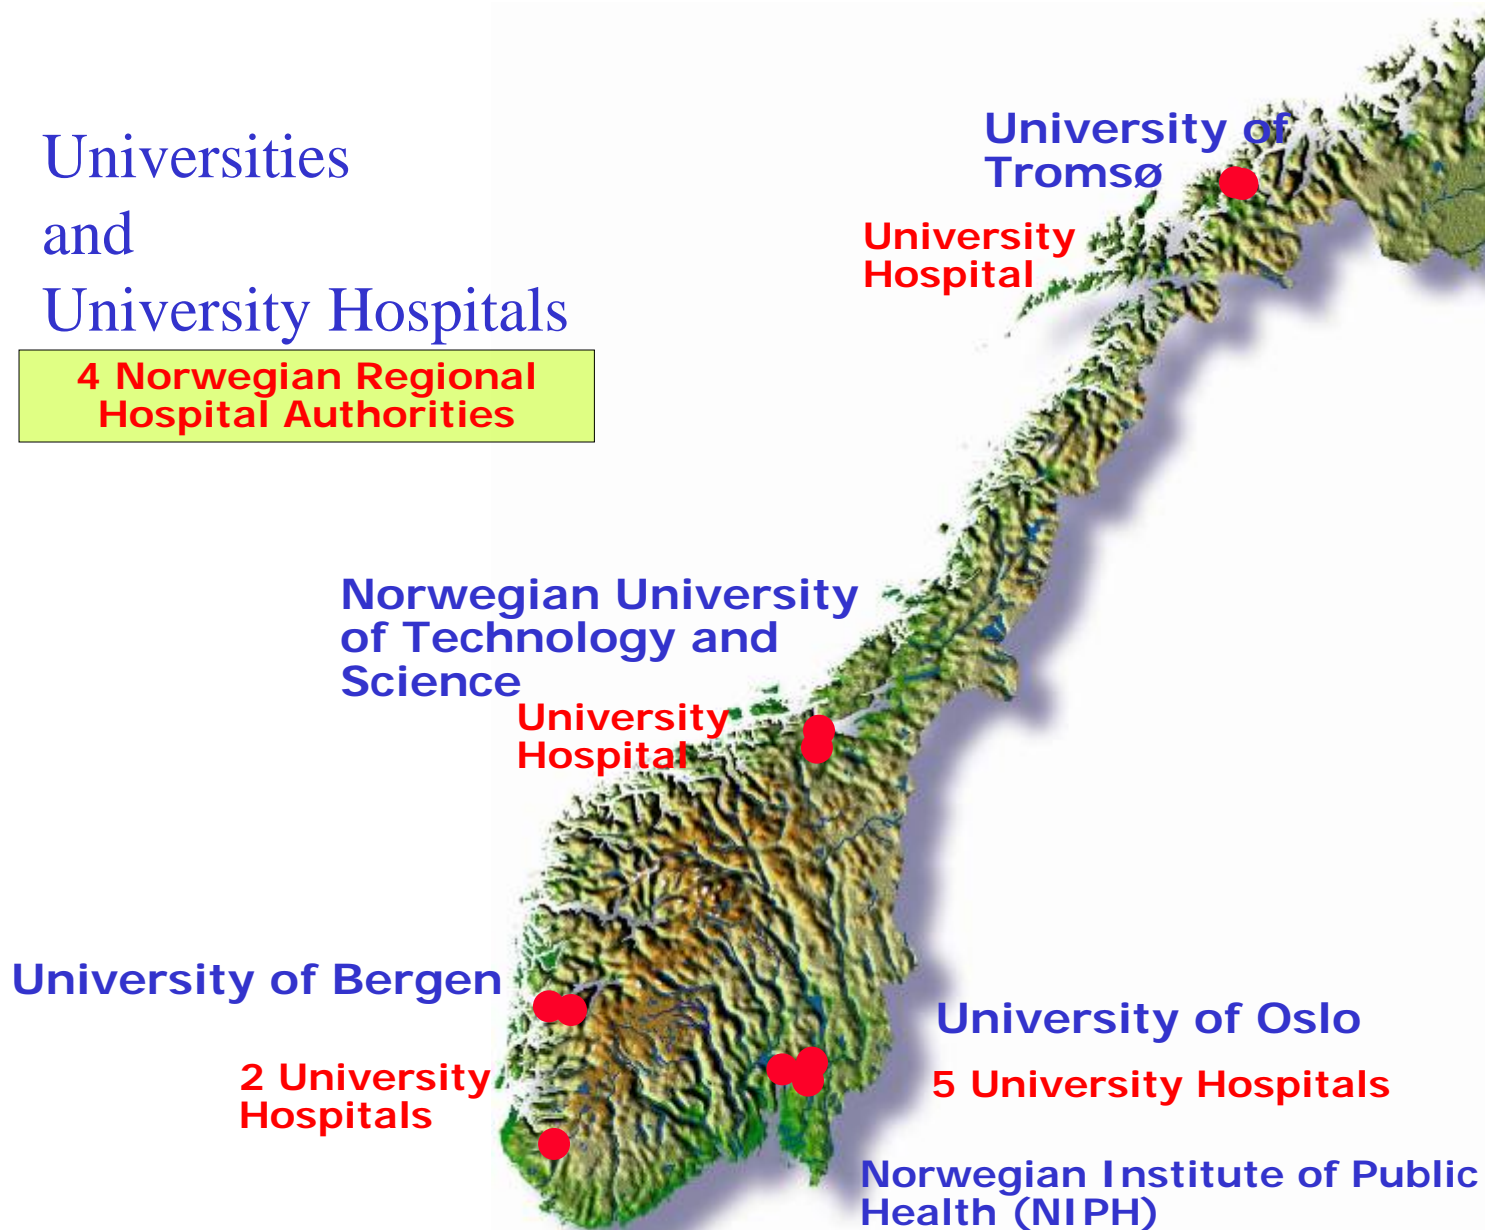 Universities
and
University Hospitals
4 Norwegian Regional
Hospital Authorities
University of
Tromsø
University
Hospital
Norwegian University
of Technology and
Science
University
Hospital
University of Bergen
2 University
Hospitals
University of Oslo
5 University Hospitals
Norwegian Institute of Public
Health (NIPH)